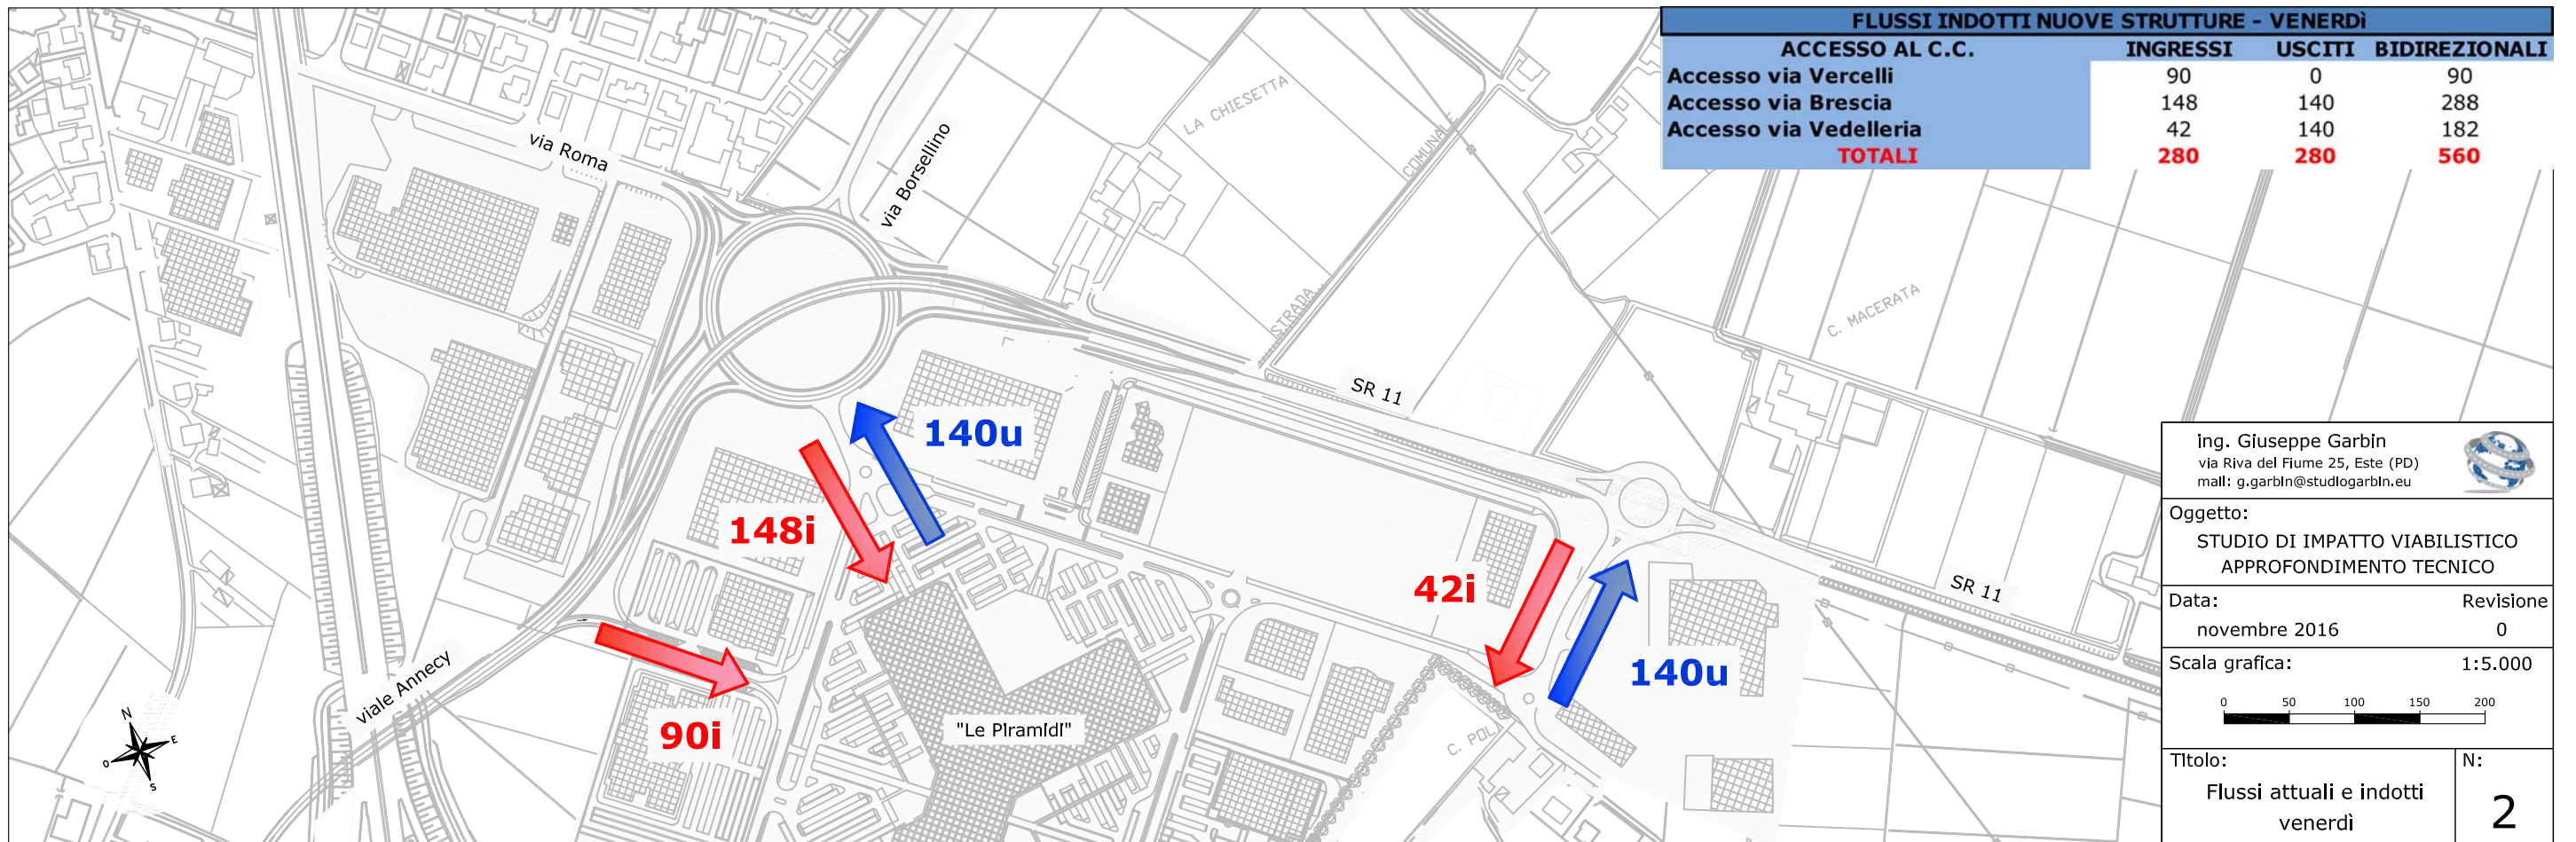 FLUSSI INDOTTI NUOVE STRUTTURE - VENERDì
ACCESSO AL C.C. INGRESSI USCITI BIDIREZIONALI
Accesso via Vercelli 90 0 90
Accesso via Brescia 148 140 288
Accesso via Vedelleria 42 140 182
TOTALI 280 280 560
via Roma
via Borsellino
LA CHIESETTA
STRADA
COMUNALE
C. MACERATA
SR 11
140u
148i
42i
SR 11
140u
90i
viale Annecy
"Le Piramidi"
C. POL
N
E
O
S
ing. Giuseppe Garbin
via Riva del Fiume 25, Este (PD)
mail: g.garbin@studiogarbin.eu
Oggetto:
STUDIO DI IMPATTO VIABILISTICO
APPROFONDIMENTO TECNICO
Data: Revisione
novembre 2016 0
Scala grafica: 1:5.000
0 50 100 150 200
Titolo: N:
Flussi attuali e indotti
venerdì
2